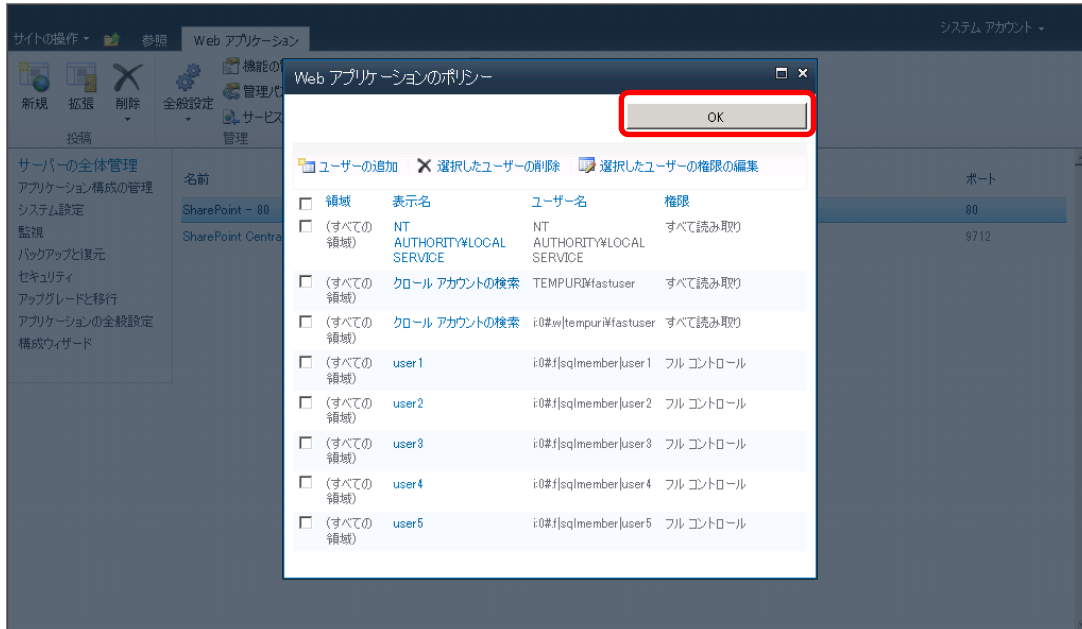 システム アカウント
サイトの操作 参照 Web アプリケーション
新規 拡張 削除 全般設定
機能の
管理パ
サービス
投稿 管理
Web アプリケーションのポリシー
OK
ユーザーの追加 選択したユーザーの削除 選択したユーザーの権限の編集
サーバーの全体管理
アプリケーション構成の管理
システム設定
監視
バックアップと復元
セキュリティ
アップグレードと移行
アプリケーションの全般設定
構成ウィザード
名前 ポート
SharePoint - 80 80
SharePoint Centra 9712
領域 表示名 ユーザー名 権限
(すべての NT NT すべて読み取り
領域) AUTHORITY¥LOCAL AUTHORITY¥LOCAL
SERVICE SERVICE
(すべての クロール アカウントの検索 TEMPURI¥fastuser すべて読み取り
領域)
(すべての クロール アカウントの検索 i:0#.w|tempuri¥fastuser すべて読み取り
領域)
(すべての user1 i:0#.f|sqlmember|user1 フル コントロール
領域)
(すべての user2 i:0#.f|sqlmember|user2 フル コントロール
領域)
(すべての user3 i:0#.f|sqlmember|user3 フル コントロール
領域)
(すべての user4 i:0#.f|sqlmember|user4 フル コントロール
領域)
(すべての user5 i:0#.f|sqlmember|user5 フル コントロール
領域)